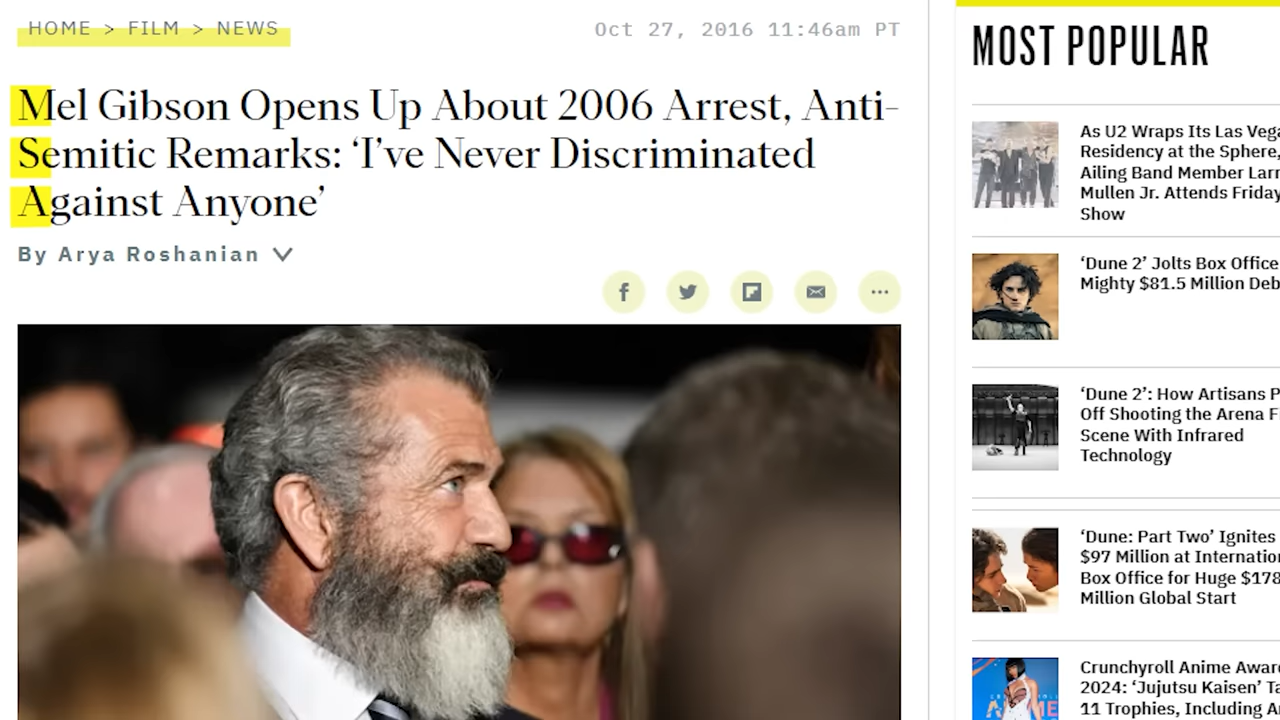 HOME > FILM > NEWS
Oct 27, 2016 11:46am PT
Mel Gibson Opens Up About 2006 Arrest, Anti-
Semitic Remarks: ‘I’ve Never Discriminated
Against Anyone’
By Arya Roshanian
MOST POPULAR
As U2 Wraps Its Las Vega
Residency at the Sphere,
Ailing Band Member Larr
Mullen Jr. Attends Friday
Show
‘Dune 2’ Jolts Box Office
Mighty $81.5 Million Deb
‘Dune 2’: How Artisans P
Off Shooting the Arena Fi
Scene With Infrared
Technology
‘Dune: Part Two’ Ignites
$97 Million at Internation
Box Office for Huge $178
Million Global Start
Crunchyroll Anime Award
2024: ‘Jujutsu Kaisen’ Ta
11 Trophies, Including A